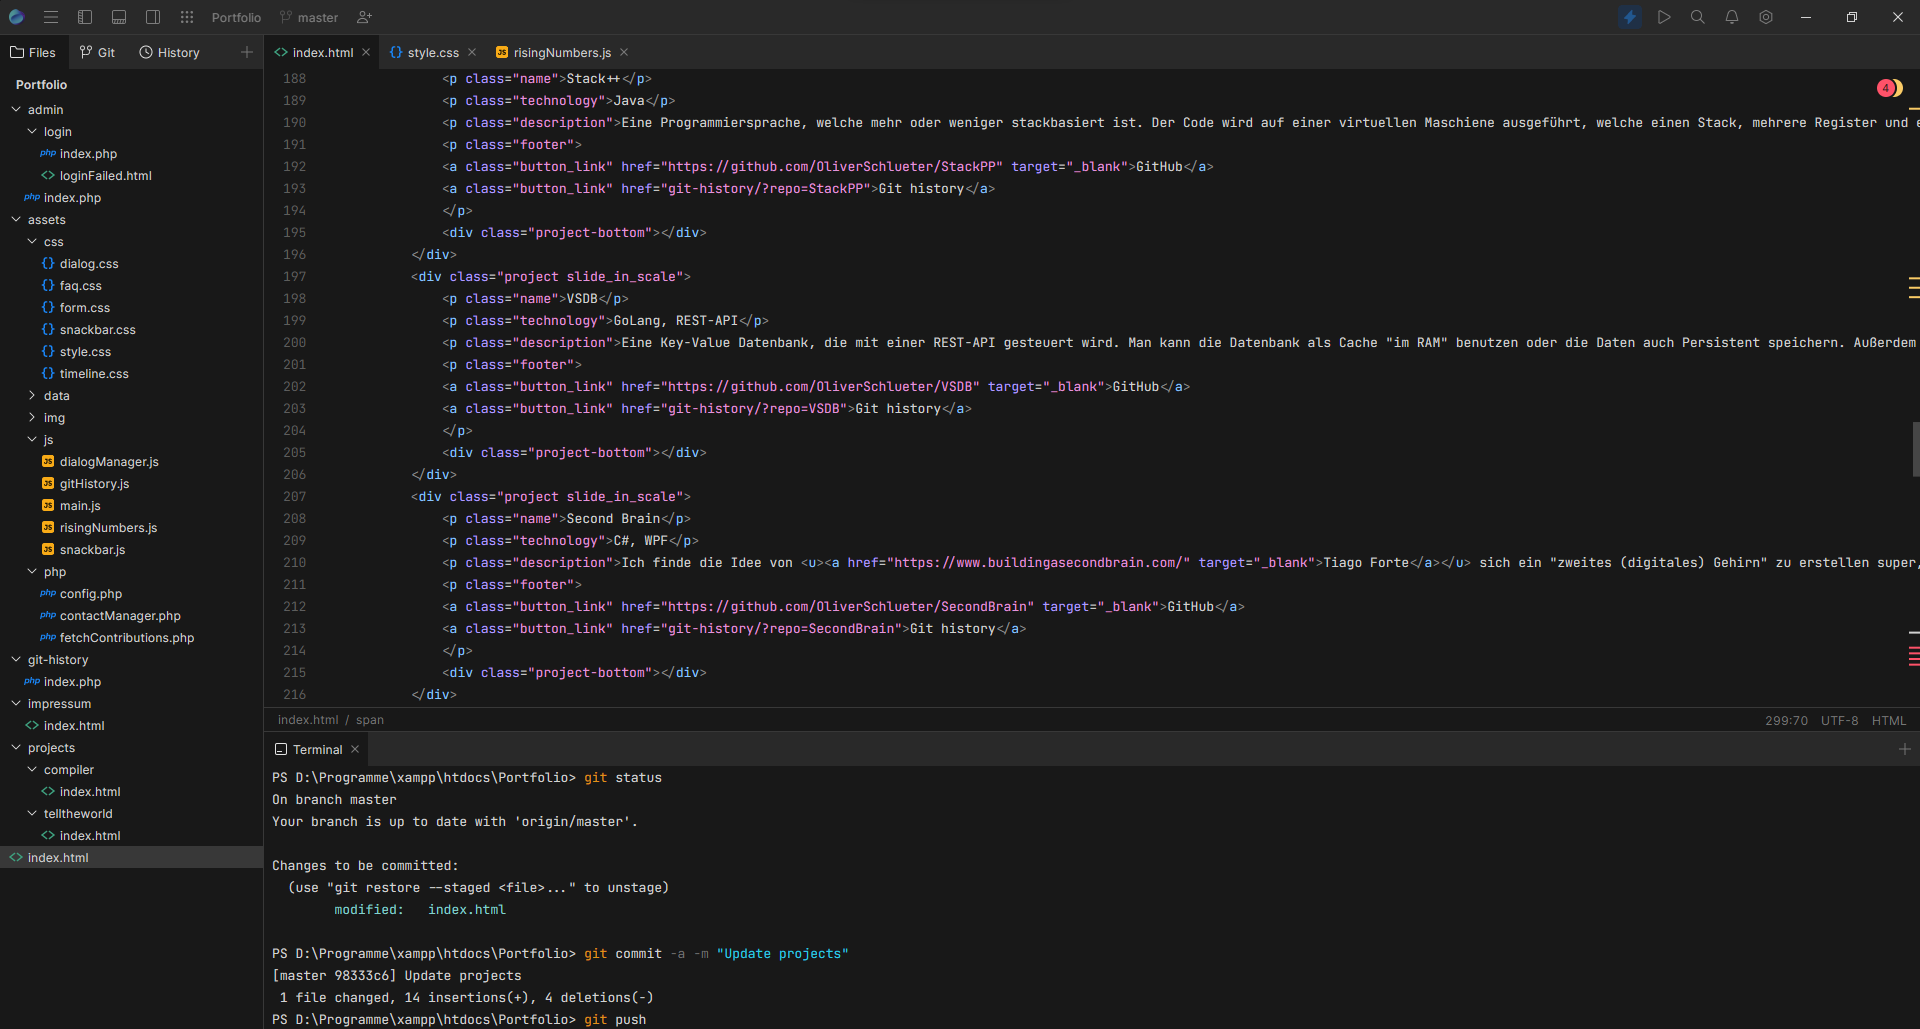 Portfolio master
Files Git History
index.html style.css JS risingNumbers.js
4
Portfolio
admin
login
php index.php
<> loginFailed.html
php index.php
assets
css
{} dialog.css
{} faq.css
{} form.css
{} snackbar.css
{} style.css
{} timeline.css
data
img
js
JS dialogManager.js
JS gitHistory.js
JS main.js
JS risingNumbers.js
JS snackbar.js
php
php config.php
php contactManager.php
php fetchContributions.php
git-history
php index.php
impressum
<> index.html
projects
compiler
<> index.html
telltheworld
<> index.html
<> index.html
188 <p class="name">Stack++</p>
189 <p class="technology">Java</p>
190 <p class="description">Eine Programmiersprache, welche mehr oder weniger stackbasiert ist. Der Code wird auf einer virtuellen Maschiene ausgeführt, welche einen Stack, mehrere Register und e
191 <p class="footer">
192 <a class="button_link" href="https://github.com/OliverSchlueter/StackPP" target="_blank">GitHub</a>
193 <a class="button_link" href="git-history/?repo=StackPP">Git history</a>
194 </p>
195 <div class="project-bottom"></div>
196 </div>
197 <div class="project slide_in_scale">
198 <p class="name">VSDB</p>
199 <p class="technology">GoLang, REST-API</p>
200 <p class="description">Eine Key-Value Datenbank, die mit einer REST-API gesteuert wird. Man kann die Datenbank als Cache "im RAM" benutzen oder die Daten auch Persistent speichern. Außerdem
201 <p class="footer">
202 <a class="button_link" href="https://github.com/OliverSchlueter/VSDB" target="_blank">GitHub</a>
203 <a class="button_link" href="git-history/?repo=VSDB">Git history</a>
204 </p>
205 <div class="project-bottom"></div>
206 </div>
207 <div class="project slide_in_scale">
208 <p class="name">Second Brain</p>
209 <p class="technology">C#, WPF</p>
210 <p class="description">Ich finde die Idee von <u><a href="https://www.buildingasecondbrain.com/" target="_blank">Tiago Forte</a></u> sich ein "zweites (digitales) Gehirn" zu erstellen super,
211 <p class="footer">
212 <a class="button_link" href="https://github.com/OliverSchlueter/SecondBrain" target="_blank">GitHub</a>
213 <a class="button_link" href="git-history/?repo=SecondBrain">Git history</a>
214 </p>
215 <div class="project-bottom"></div>
216 </div>
index.html / span 299:70 UTF-8 HTML
Terminal
PS D:\Programme\xampp\htdocs\Portfolio> git status
On branch master
Your branch is up to date with 'origin/master'.
Changes to be committed:
(use "git restore --staged <file>..." to unstage)
modified: index.html
PS D:\Programme\xampp\htdocs\Portfolio> git commit -a -m "Update projects"
[master 98333c6] Update projects
1 file changed, 14 insertions(+), 4 deletions(-)
PS D:\Programme\xampp\htdocs\Portfolio> git push